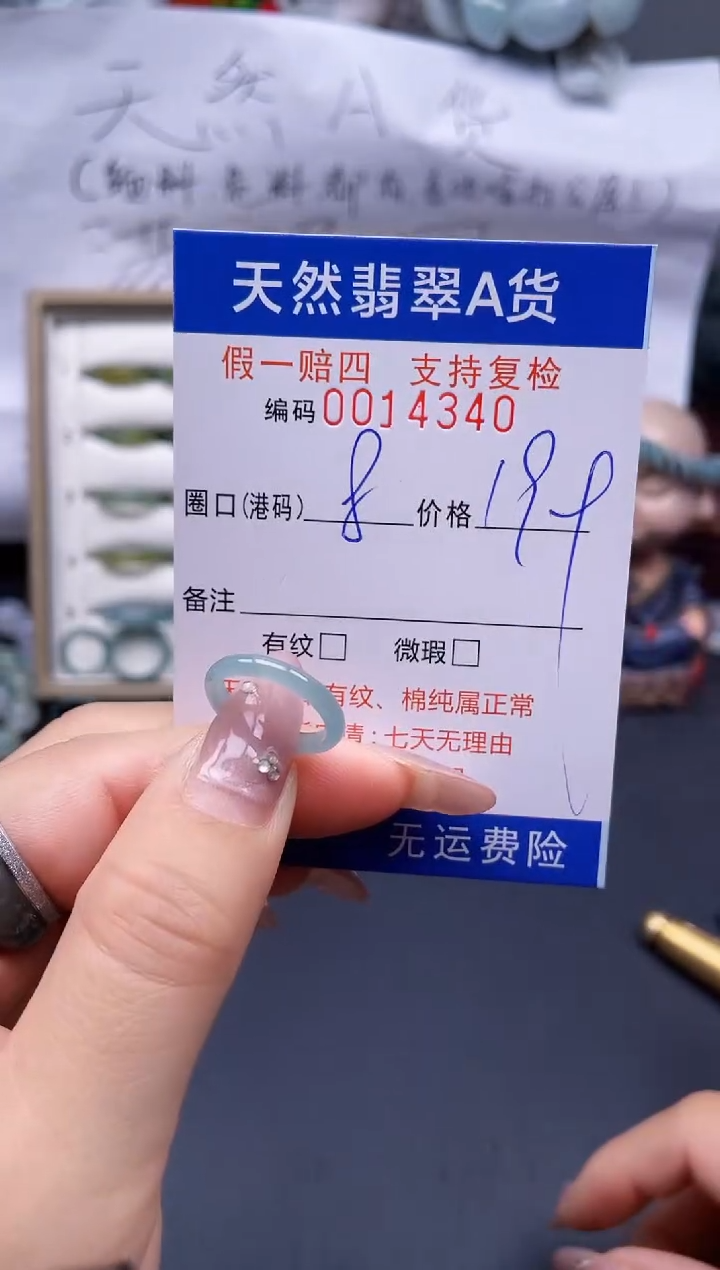 天然A货
天然翡翠A货
假一赔四 支持复检
编码0014340
圈口(港码) 8 价格 199
备注
有纹□ 微瑕□
有纹、棉纯属正常
情:七天无理由
无运费险